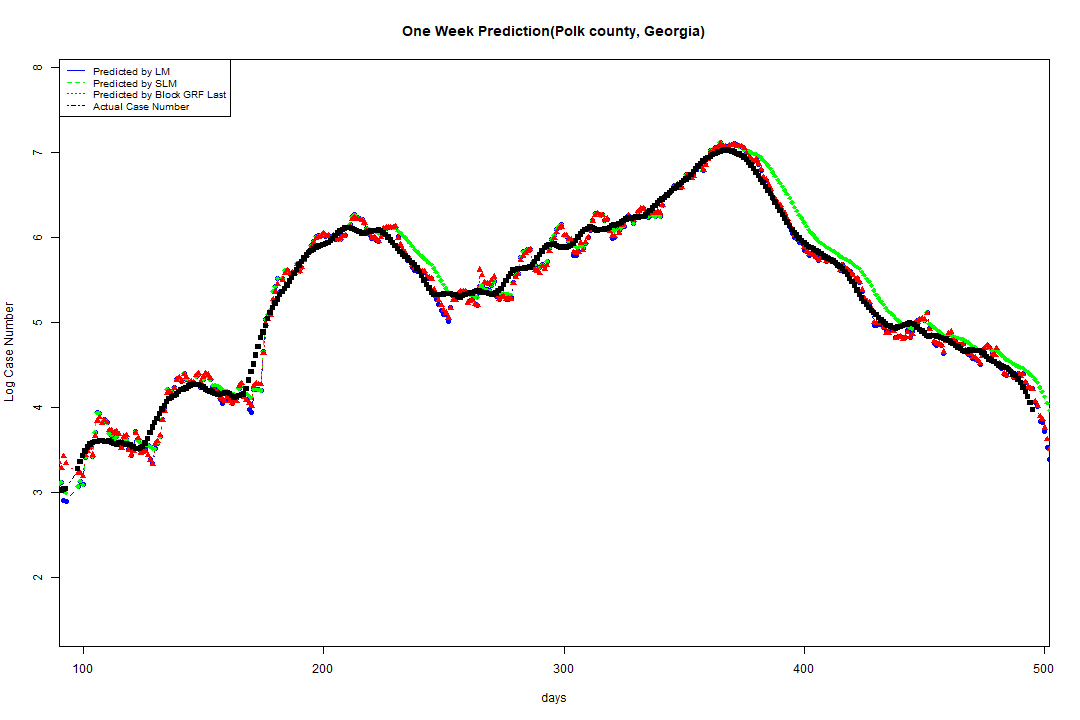 One Week Prediction(Polk county, Georgia)
Predicted by LM
Predicted by SLM
Predicted by Block GRF Last
Actual Case Number
8
7
6
5
4
3
2
Log Case Number
100 200 300 400 500
days